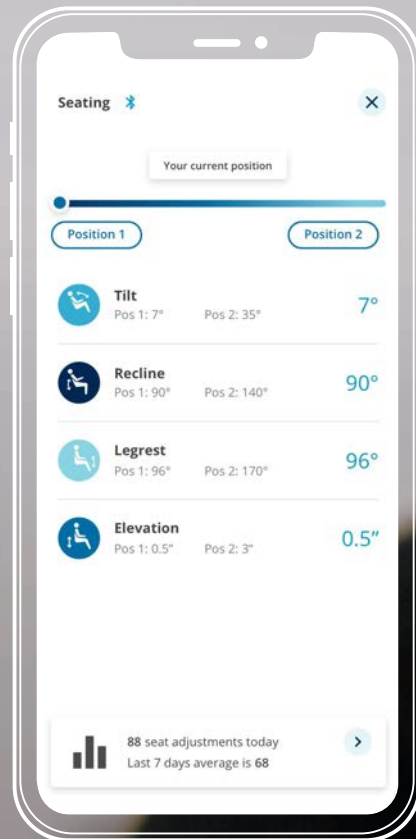 Seating
Your current position
Position 1 Position 2
Tilt
Pos 1: 7° Pos 2: 35° 7°
Recline
Pos 1: 90° Pos 2: 140° 90°
Legrest
Pos 1: 96° Pos 2: 170° 96°
Elevation
Pos 1: 0.5" Pos 2: 3" 0.5"
88 seat adjustments today
Last 7 days average is 68